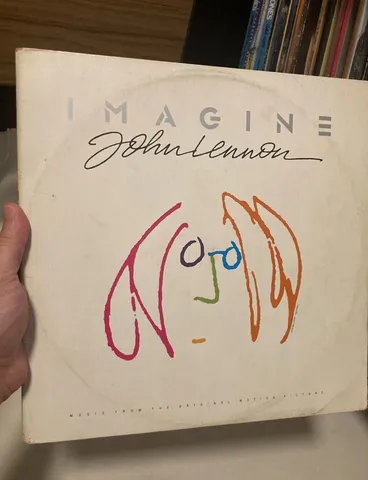 IMAGINE
John Lennon
MUSIC FROM THE ORIGINAL MOTION PICTURE